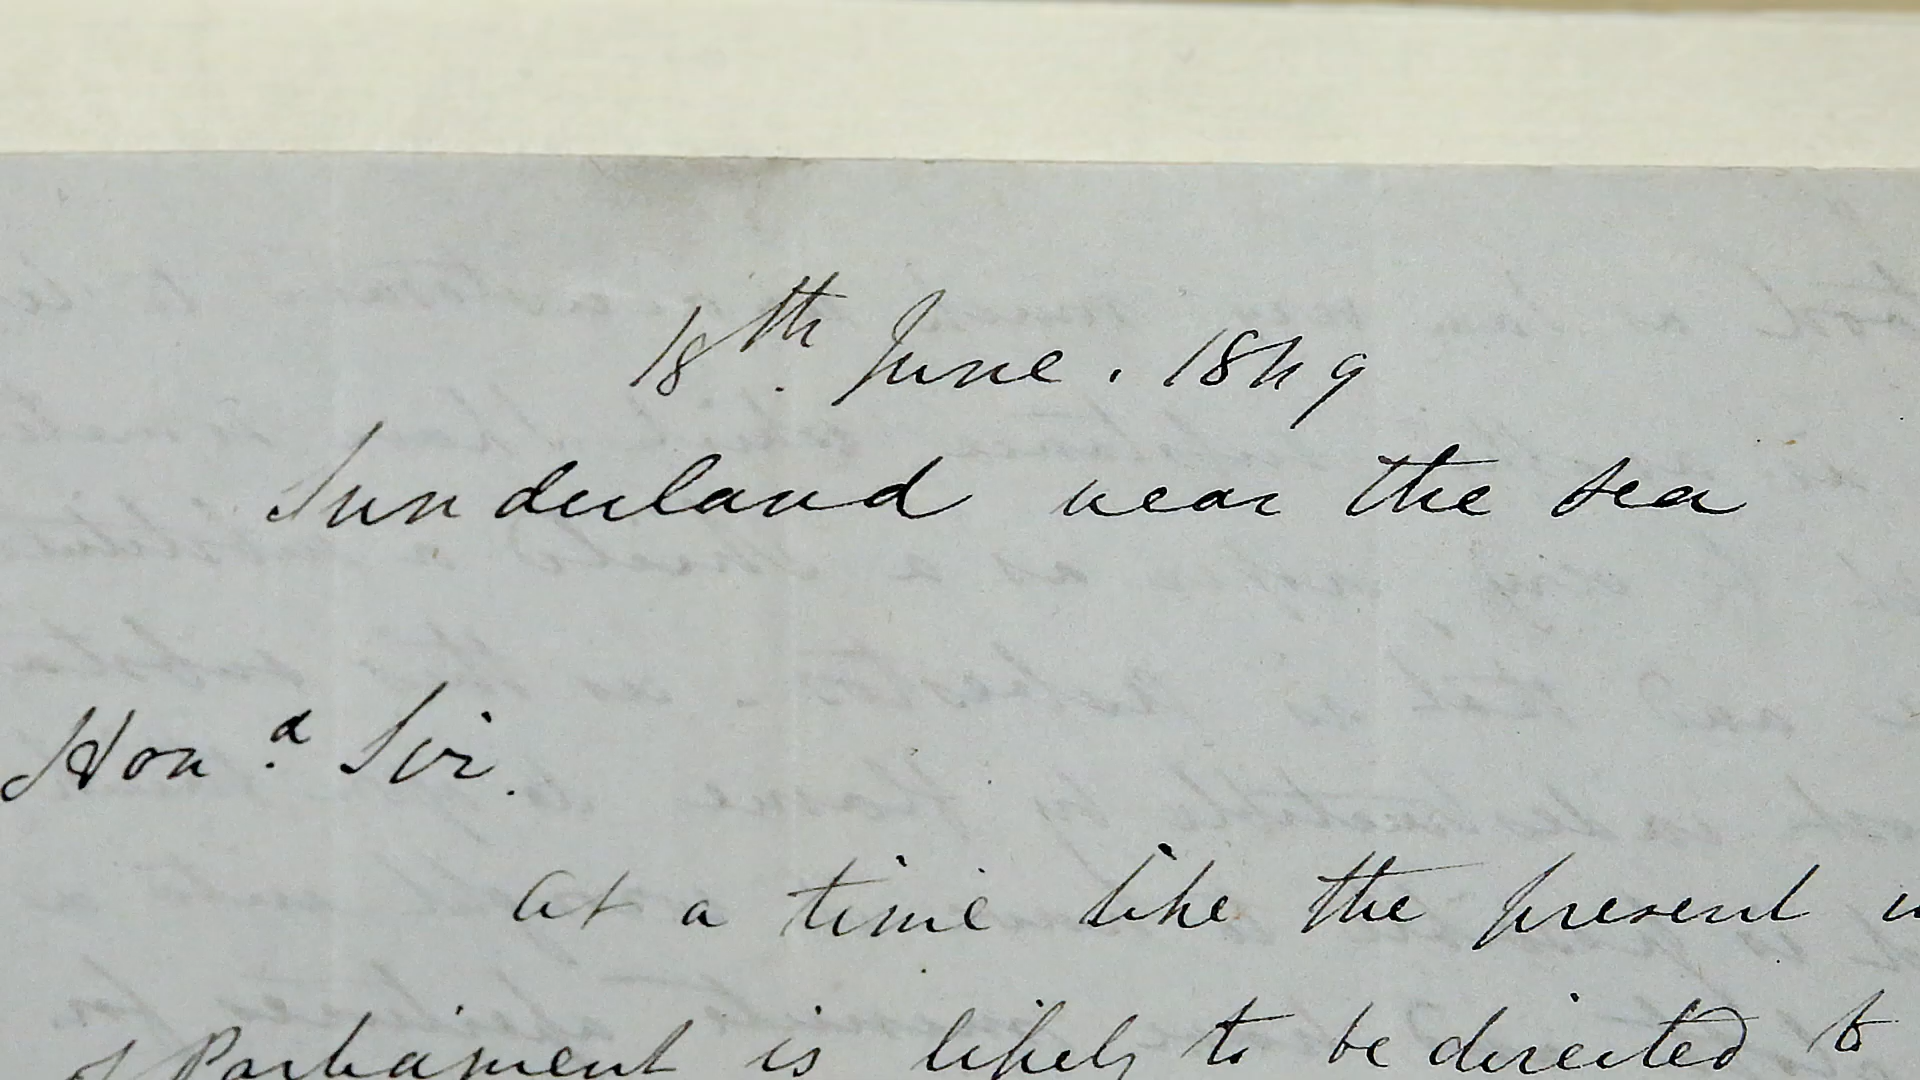 18th June. 1849
Sunderland near the sea
Hond Sir.
at a time like the present
of Parliament is likely to be directed to